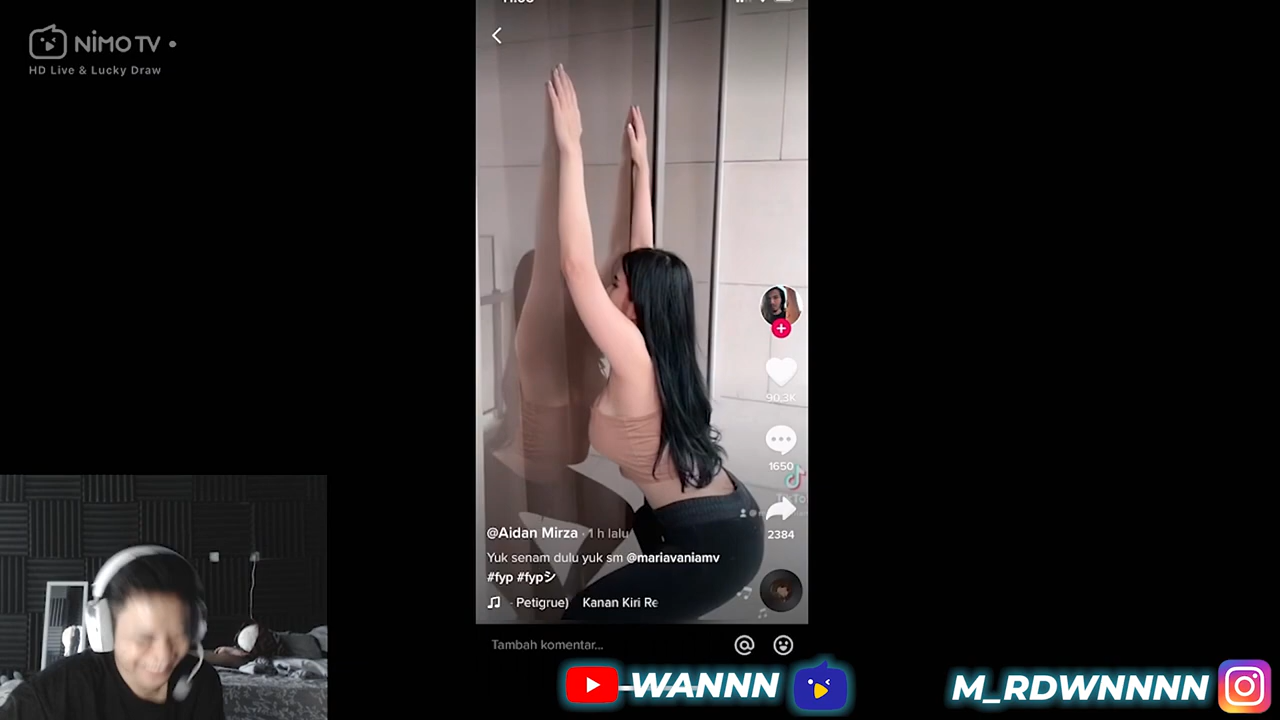 NIMO TV
HD Live & Lucky Draw
90.3K
1650
2384
@Aidan Mirza · 1 h lalu
Yuk senam dulu yuk sm @mariavaniamv
#fyp #fypシ
- Petigrue) Kanan Kiri Re
Tambah komentar...
-WANNN
M_RDWNNNN